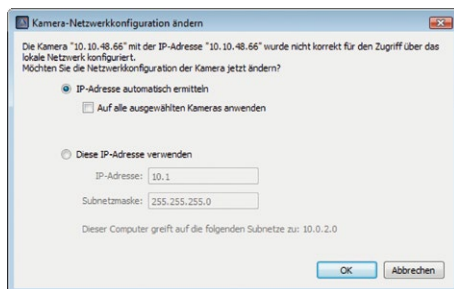 Kamera-Netzwerkkonfiguration ändern
Die Kamera "10.10.48.66" mit der IP-Adresse "10.10.48.66" wurde nicht korrekt für den Zugriff über das
lokale Netzwerk konfiguriert.
Möchten Sie die Netzwerkkonfiguration der Kamera jetzt ändern?
IP-Adresse automatisch ermitteln
Auf alle ausgewählten Kameras anwenden
Diese IP-Adresse verwenden
IP-Adresse: 10.1
Subnetzmaske: 255.255.255.0
Dieser Computer greift auf die folgenden Subnetze zu: 10.0.2.0
OK Abbrechen